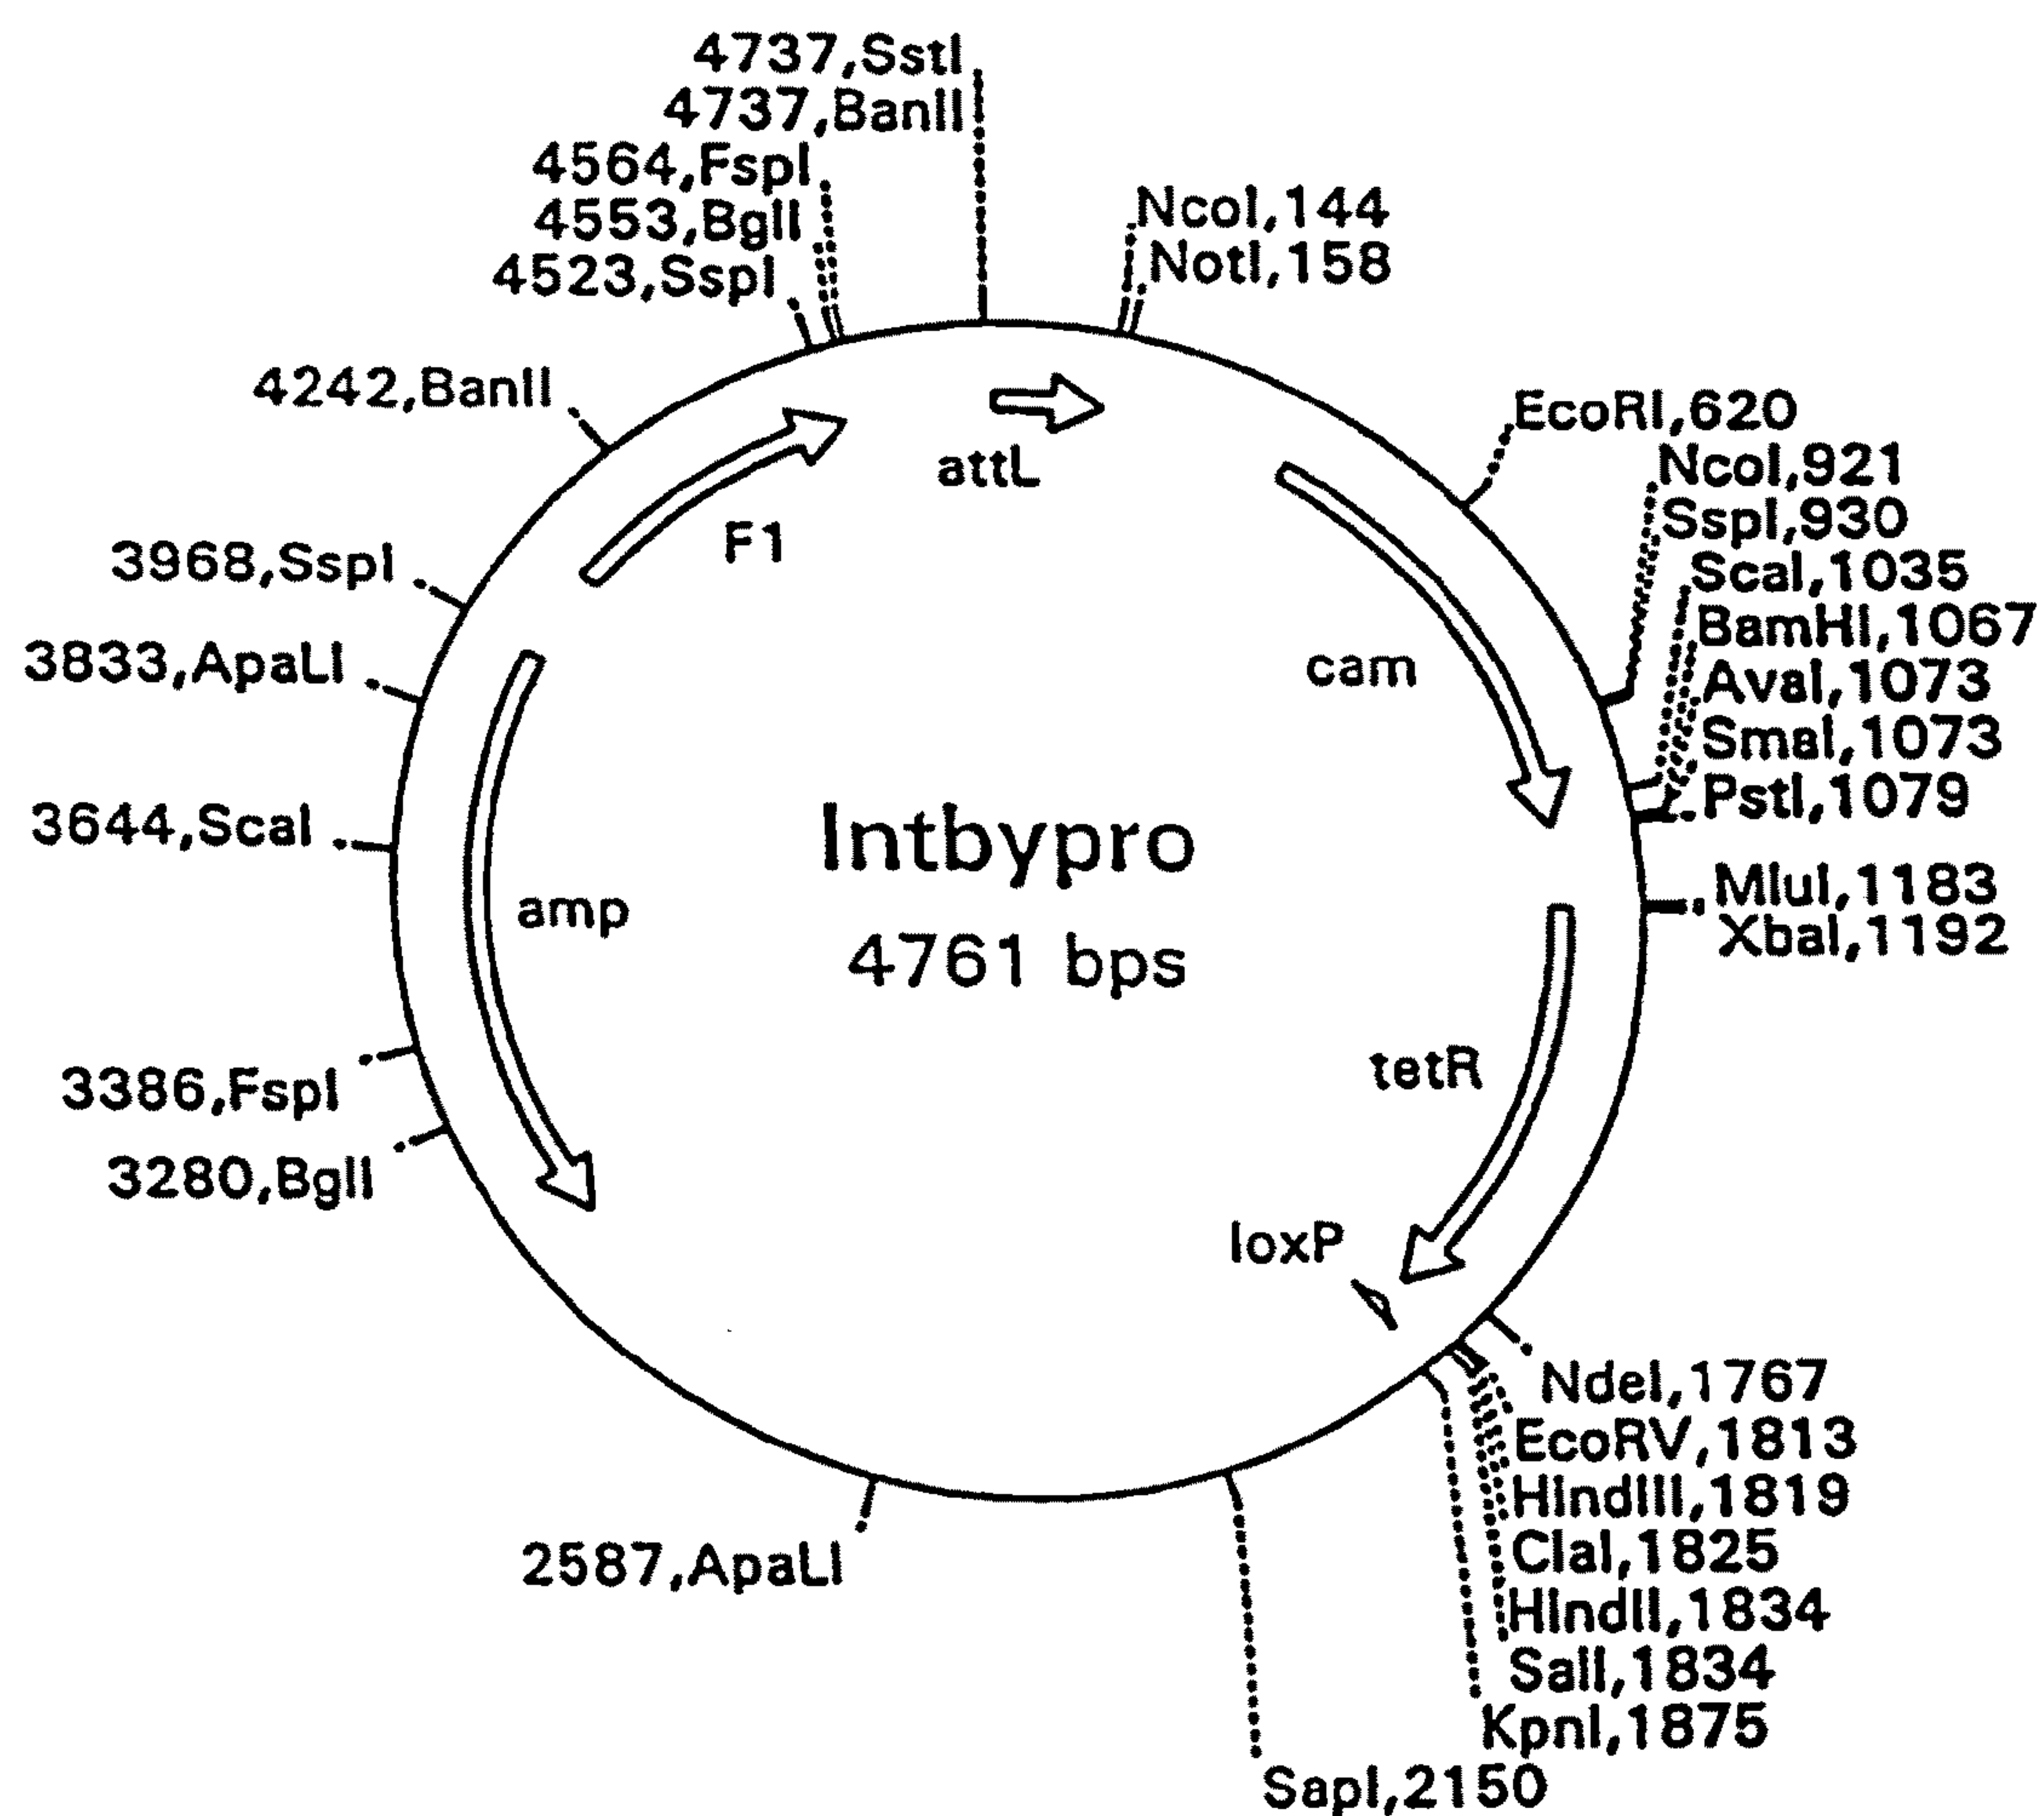 4737,SstI
4737,BanII
4564,FspI
4553,BglI
4523,SspI
4242,BanII
3968,SspI
3833,ApaLI
3644,ScaI
3386,FspI
3280,BglI
2587,ApaLI
NcoI,144
NotI,158
EcoRI,620
NcoI,921
SspI,930
ScaI,1035
BamHI,1067
AvaI,1073
SmaI,1073
PstI,1079
MluI,1183
XbaI,1192
NdeI,1767
EcoRV,1813
HindIII,1819
ClaI,1825
HindII,1834
SalI,1834
KpnI,1875
SapI,2150
attL
F1
cam
amp
tetR
loxP
Intbypro
4761 bps